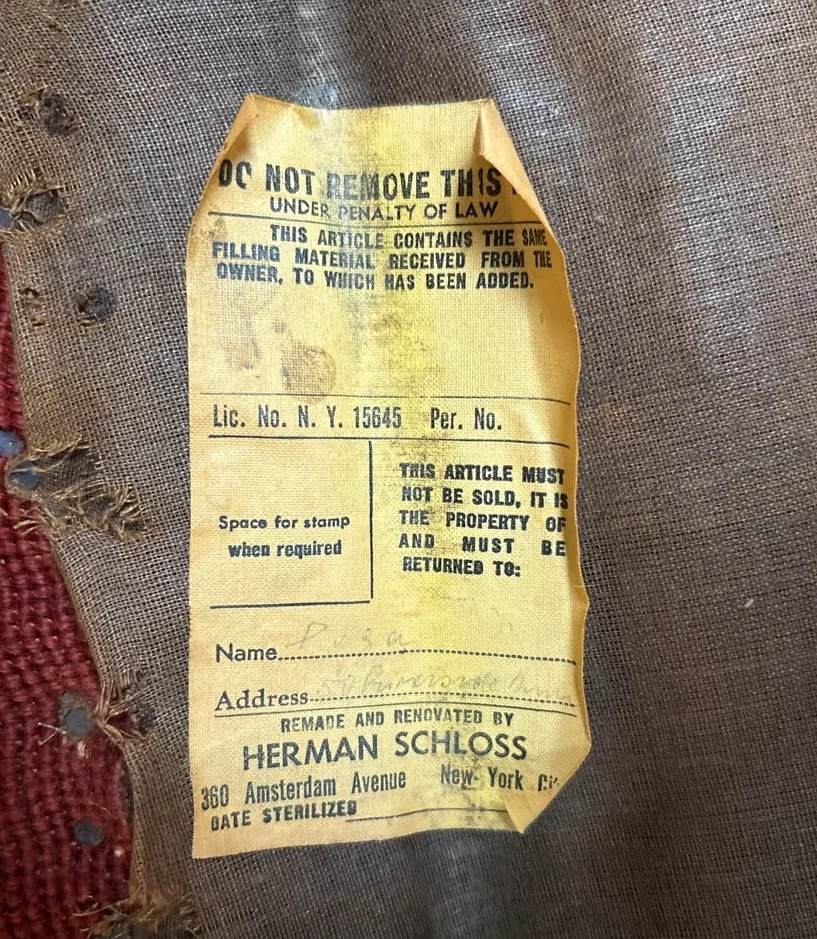 DO NOT REMOVE THIS
UNDER PENALTY OF LAW
THIS ARTICLE CONTAINS THE SAME
FILLING MATERIAL RECEIVED FROM THE
OWNER, TO WHICH HAS BEEN ADDED.
Lic. No. N. Y. 15645 Per. No.
Space for stamp
when required
THIS ARTICLE MUST
NOT BE SOLD, IT IS
THE PROPERTY OF
AND MUST BE
RETURNED TO:
Name
Address
REMADE AND RENOVATED BY
HERMAN SCHLOSS
360 Amsterdam Avenue New York
DATE STERILIZED